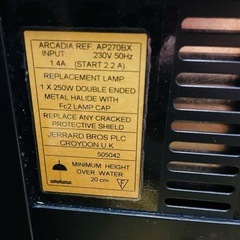 ARCADIA REF: AP270BX
INPUT: 230V 50Hz
1.4A (START 2.2 A)
REPLACEMENT LAMP
1 X 250W DOUBLE ENDED
METAL HALIDE WITH
Fc2 LAMP CAP
REPLACE ANY CRACKED
PROTECTIVE SHIELD
JERRARD BROS PLC
CROYDON U.K
505042
MINIMUM HEIGHT
OVER WATER
20 cm
F